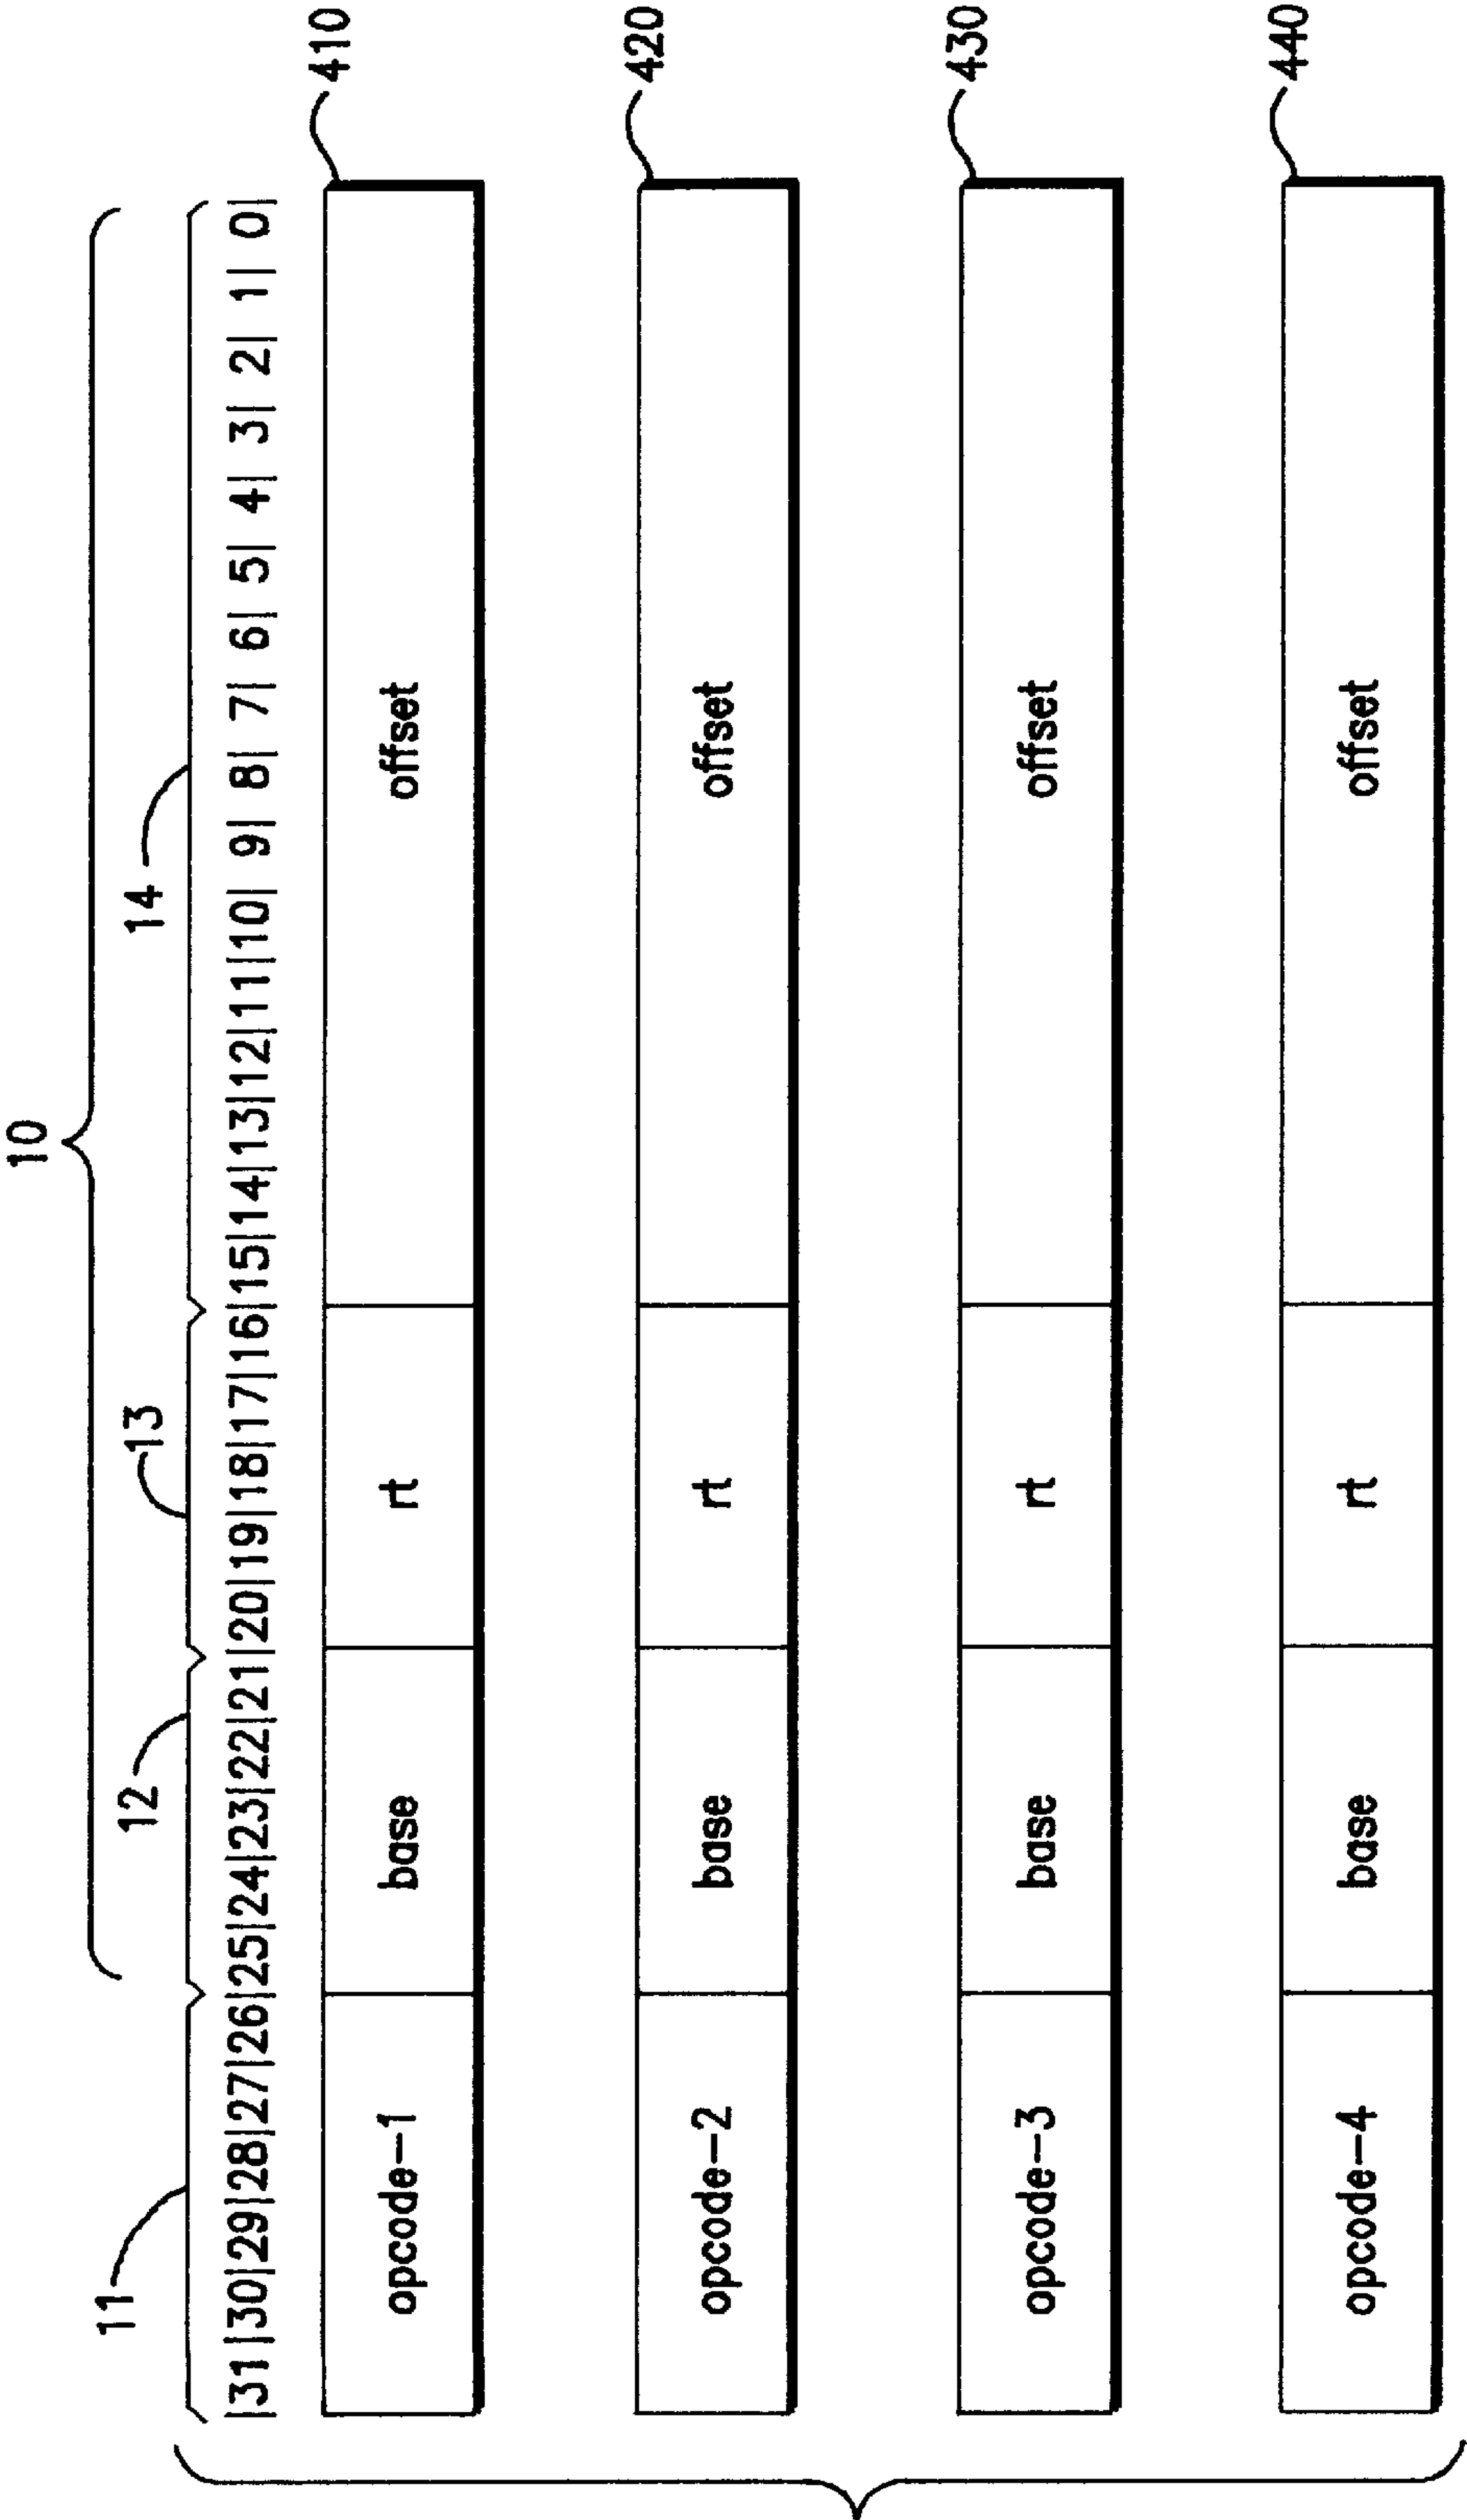 10
11 12 13 14
|31|30|29|28|27|26|25|24|23|22|21|20|19|18|17|16|15|14|13|12|11|10| 9| 8| 7| 6| 5| 4| 3| 2| 1| 0|
opcode-1 base rt offset 410
opcode-2 base rt offset 420
opcode-3 base rt offset 430
opcode-4 base rt offset 440